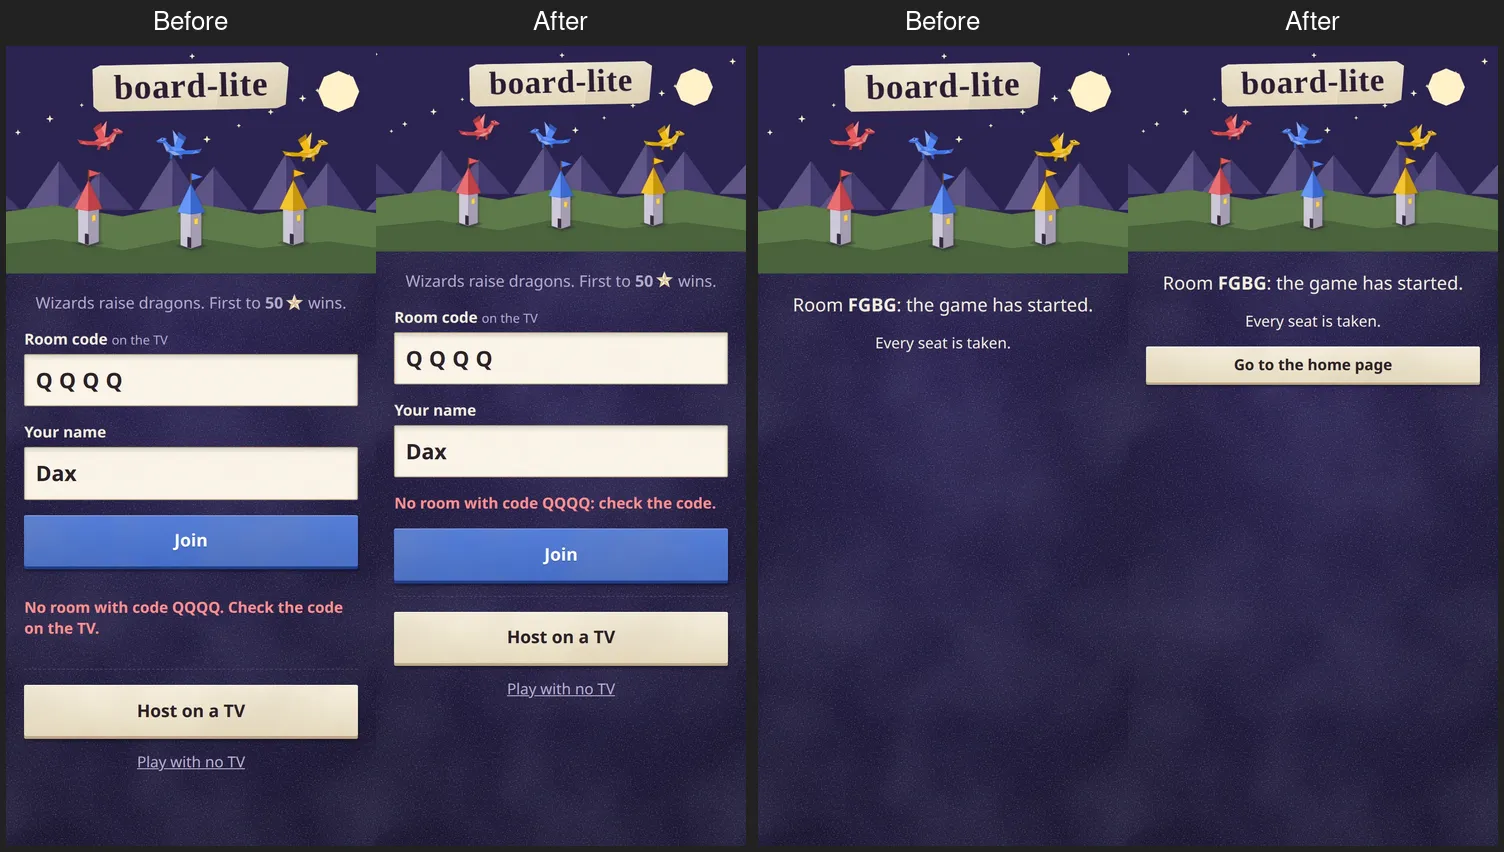 Before
After
Before
After
board-lite
Wizards raise dragons. First to 50 wins.
Room code on the TV
Q Q Q Q
Your name
Dax
Join
No room with code QQQQ. Check the code
on the TV.
Host on a TV
Play with no TV
board-lite
Wizards raise dragons. First to 50 wins.
Room code on the TV
Q Q Q Q
Your name
Dax
No room with code QQQQ: check the code.
Join
Host on a TV
Play with no TV
board-lite
Room FGBG: the game has started.
Every seat is taken.
board-lite
Room FGBG: the game has started.
Every seat is taken.
Go to the home page